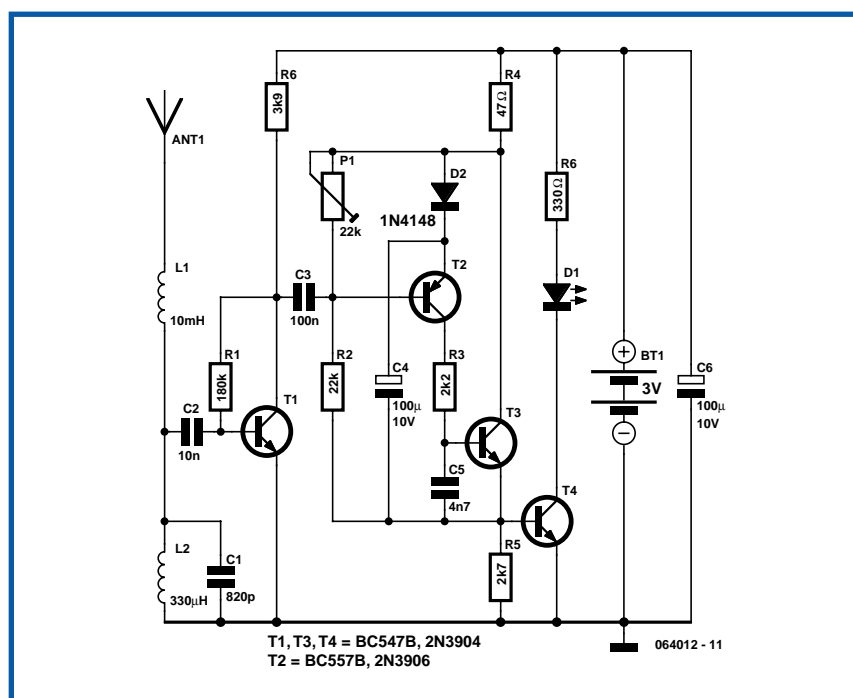 R6
3k9
R4
47Ω
ANT1
P1
22k
D2
1N4148
R6
330Ω
L1
10mH
C3
100n
T2
D1
R1
180k
R2
22k
C4
100µ
10V
R3
2k2
BT1
3V
C6
100µ
10V
C2
10n
T1
T3
C5
4n7
T4
L2
330µH
C1
820p
R5
2k7
T1, T3, T4 = BC547B, 2N3904
T2 = BC557B, 2N3906
064012 - 11